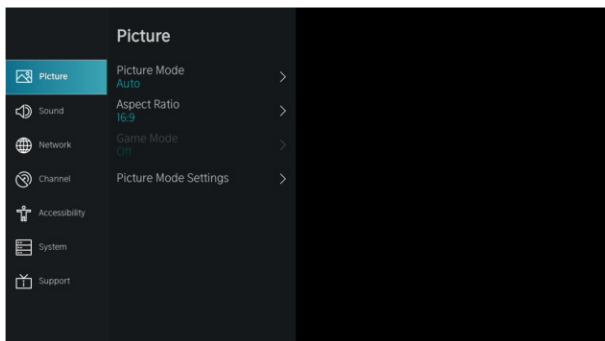 Picture
Picture
Sound
Network
Channel
Accessibility
System
Support
Picture Mode
Auto
Aspect Ratio
16:9
Game Mode
Off
Picture Mode Settings